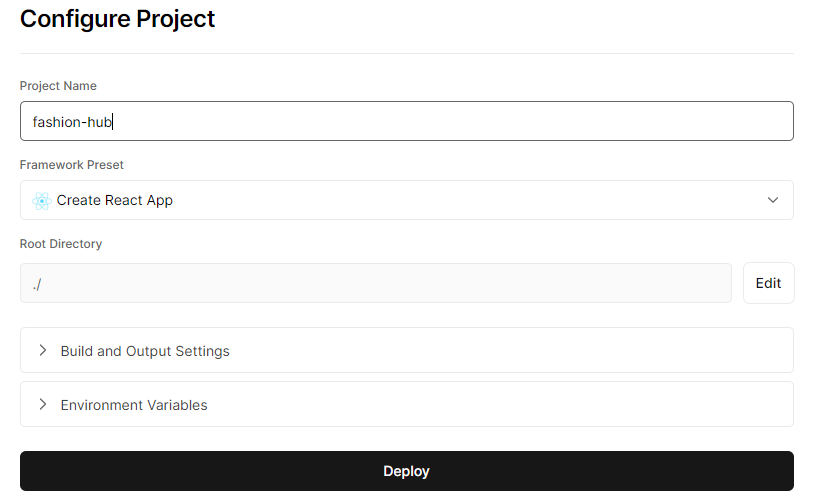 Configure Project
Project Name
fashion-hub
Framework Preset
Create React App
Root Directory
./
Edit
Build and Output Settings
Environment Variables
Deploy